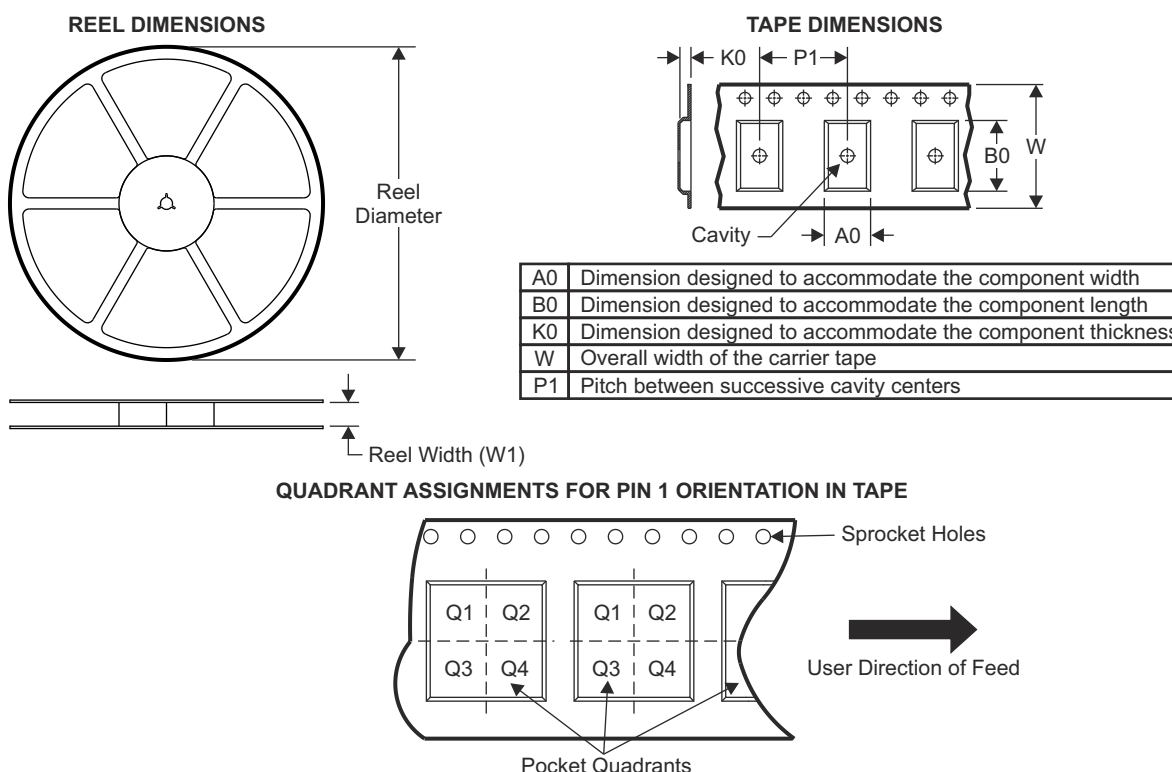 REEL DIMENSIONS
Reel
Diameter
Reel Width (W1)
TAPE DIMENSIONS
K0
P1
B0
W
Cavity
A0
A0 Dimension designed to accommodate the component width
B0 Dimension designed to accommodate the component length
K0 Dimension designed to accommodate the component thickness
W Overall width of the carrier tape
P1 Pitch between successive cavity centers
QUADRANT ASSIGNMENTS FOR PIN 1 ORIENTATION IN TAPE
Sprocket Holes
Q1 Q2 Q1 Q2
Q3 Q4 Q3 Q4
User Direction of Feed
Pocket Quadrants